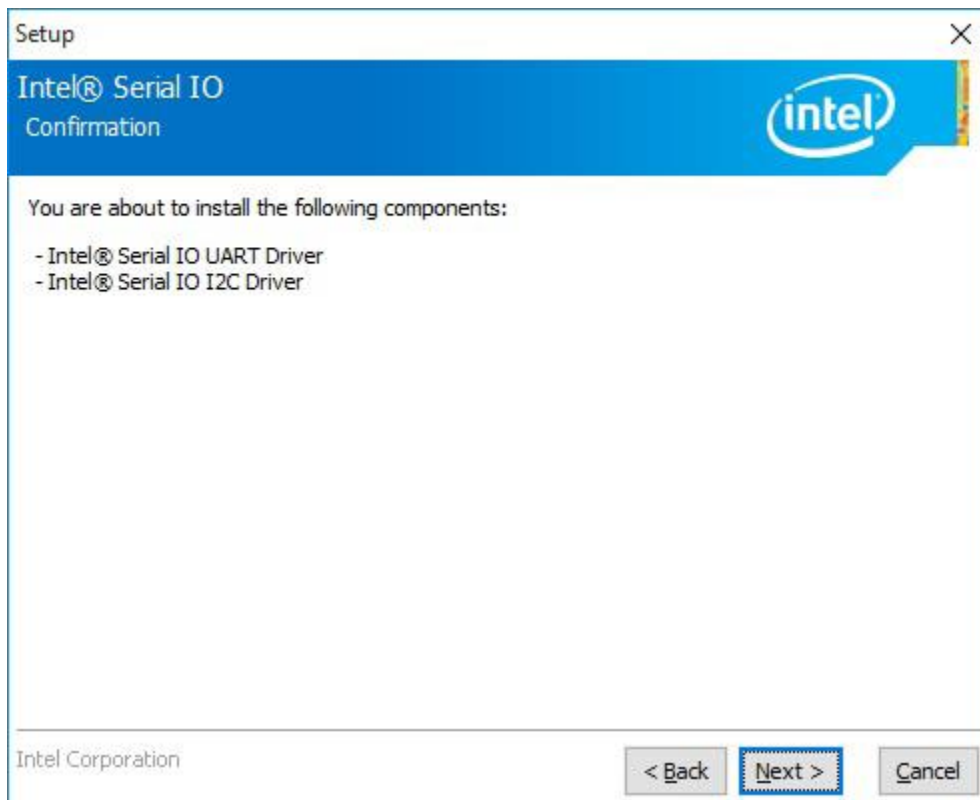 Setup
Intel® Serial IO
Confirmation
intel
You are about to install the following components:
- Intel® Serial IO UART Driver
- Intel® Serial IO I2C Driver
Intel Corporation
< Back
Next >
Cancel